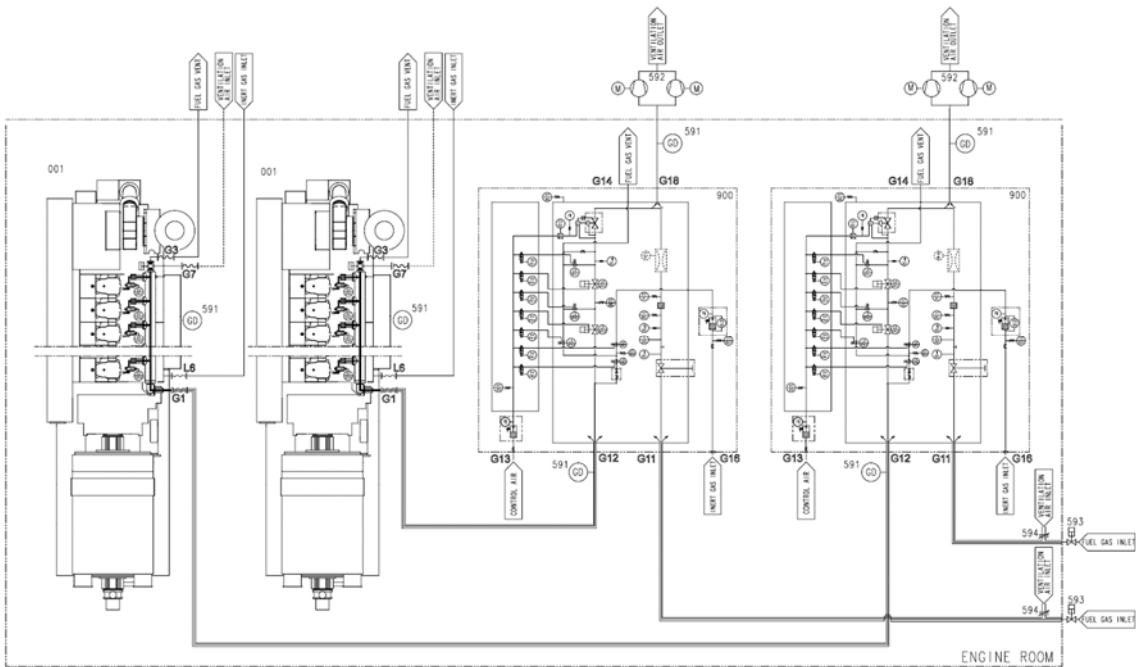 VENTILATION
AIR OUTLET
VENTILATION
AIR OUTLET
592
592
M
M
M
M
FUEL GAS VENT
VENTILATION
AIR INLET
INERT GAS INLET
FUEL GAS VENT
VENTILATION
AIR INLET
INERT GAS INLET
591
591
GD
GD
FUEL GAS VENT
FUEL GAS VENT
001
001
G14
G18
G14
G18
900
900
G3
G3
G7
G7
591
591
GD
GD
L6
L6
G1
G1
G13
G12
G11
G16
G13
G12
G11
G16
591
GD
591
GD
CONTROL AIR
INERT GAS INLET
CONTROL AIR
INERT GAS INLET
VENTILATION
AIR INLET
593
594
FUEL GAS INLET
VENTILATION
AIR INLET
593
594
FUEL GAS INLET
ENGINE ROOM